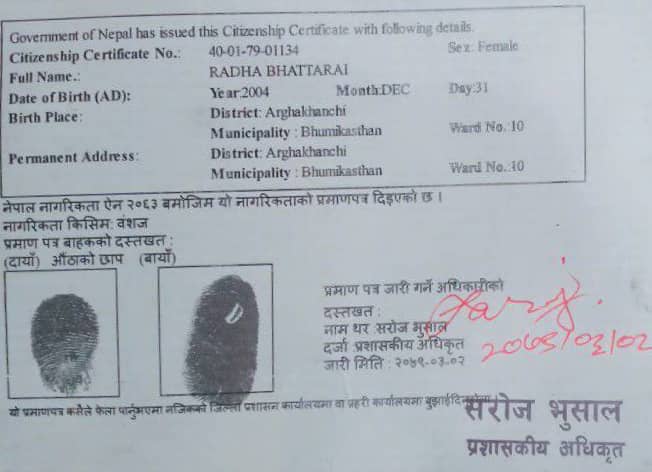 Government of Nepal has issued this Citizenship Certificate with following details.
Citizenship Certificate No.: 40-01-79-01134 Sex: Female
Full Name.: RADHA BHATTARAI
Date of Birth (AD): Year:2004 Month:DEC Day:31
Birth Place: District: Arghakhanchi
Municipality : Bhumikasthan Ward No.:10
Permanent Address: District: Arghakhanchi
Municipality : Bhumikasthan Ward No.:10
नेपाल नागरिकता ऐन २०६३ बमोजिम यो नागरिकताको प्रमाणपत्र दिइएको छ ।
नागरिकता किसिम: वंशज
प्रमाण पत्र बाहकको दस्तखत :
(दायाँ) औंठाको छाप (बायाँ)
प्रमाण पत्र जारी गर्ने अधिकारीको
दस्तखत :
नाम थर :सरोज भुसाल
दर्जा :प्रशासकीय अधिकृत
जारी मिति : २०७९-०३-०२
२०७९/०३/०२
यो प्रमाणपत्र कसैले फेला पार्नुभएमा नजिकको जिल्ला प्रशासन कार्यालयमा वा प्रहरी कार्यालयमा
सरोज भुसाल
प्रशासकीय अधिकृत